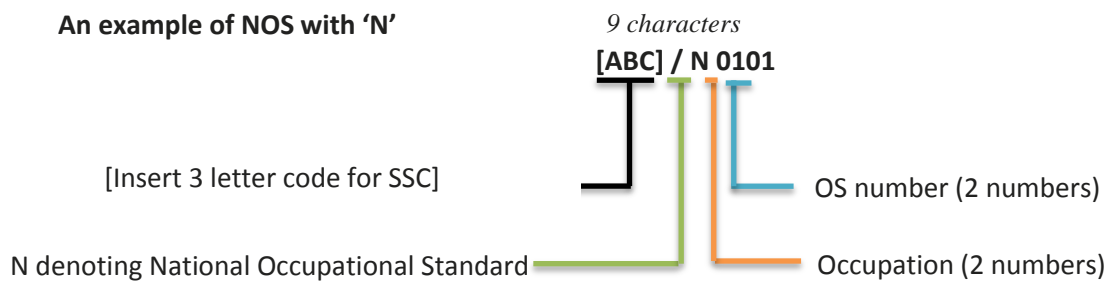 An example of NOS with ‘N’
9 characters
[ABC] / N 0101
[Insert 3 letter code for SSC]
OS number (2 numbers)
N denoting National Occupational Standard
Occupation (2 numbers)